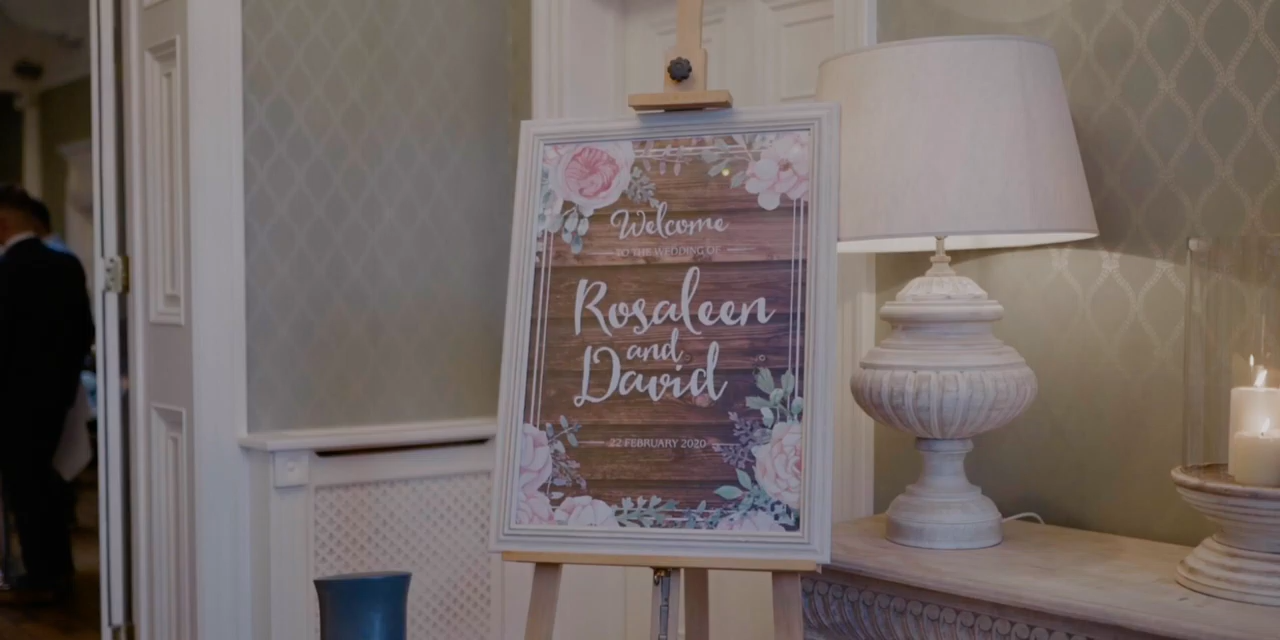 Welcome
TO THE WEDDING OF
Rosaleen
and
David
22 FEBRUARY 2020